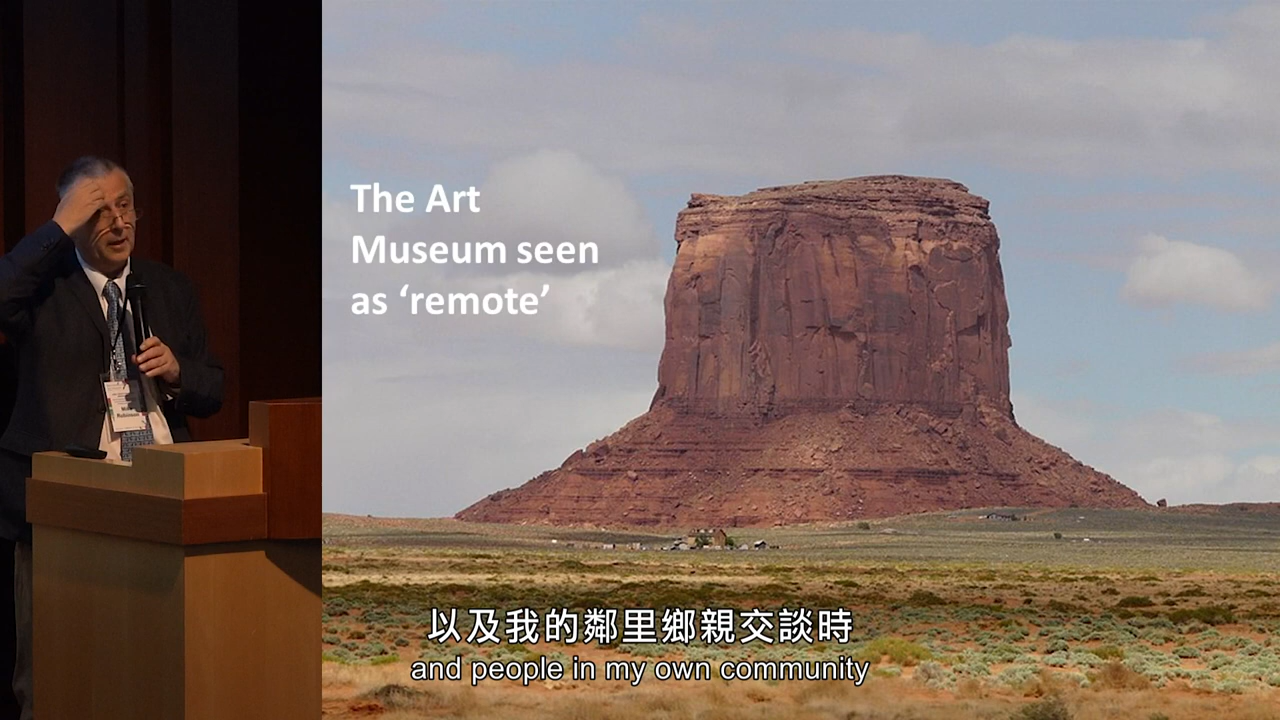 The Art
Museum seen
as ‘remote’
Robinson
以及我的鄰里鄉親交談時
and people in my own community